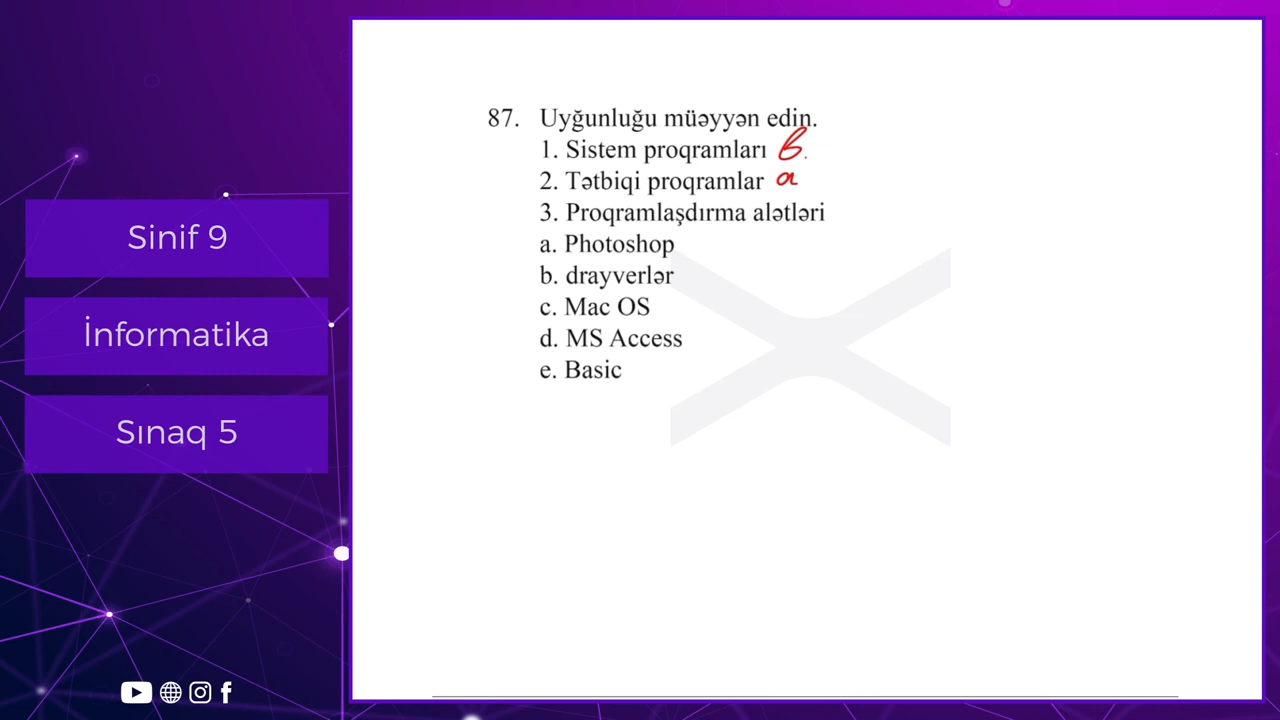 Sinif 9
İnformatika
Sınaq 5
87. Uyğunluğu müəyyən edin.
1. Sistem proqramları b.
2. Tətbiqi proqramlar a
3. Proqramlaşdırma alətləri
a. Photoshop
b. drayverlər
c. Mac OS
d. MS Access
e. Basic